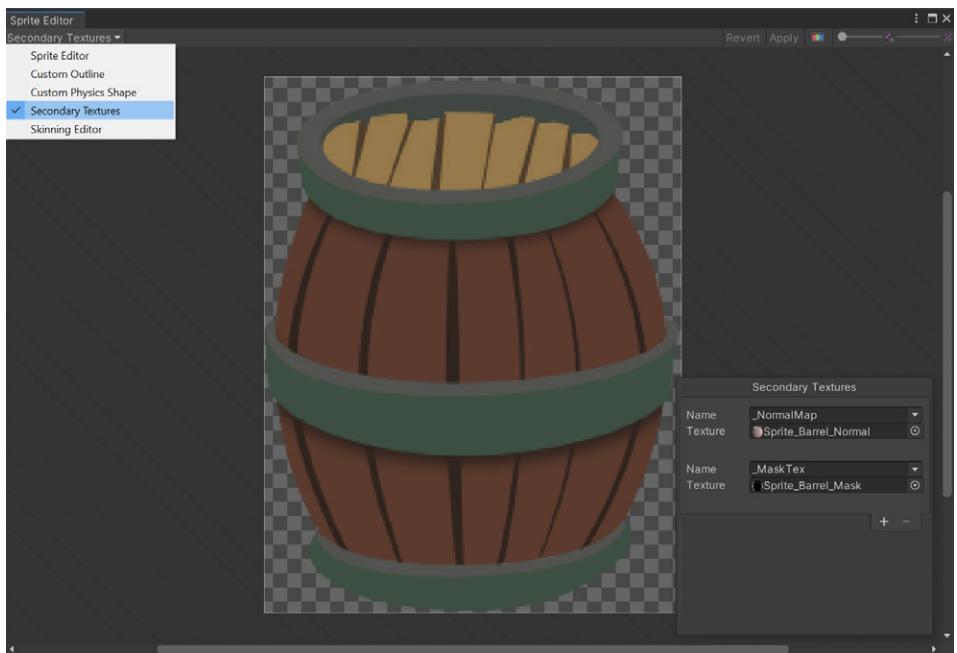 Sprite Editor
Secondary Textures
Revert Apply
Sprite Editor
Custom Outline
Custom Physics Shape
Secondary Textures
Skinning Editor
Secondary Textures
Name _NormalMap
Texture Sprite_Barrel_Normal
Name _MaskTex
Texture Sprite_Barrel_Mask